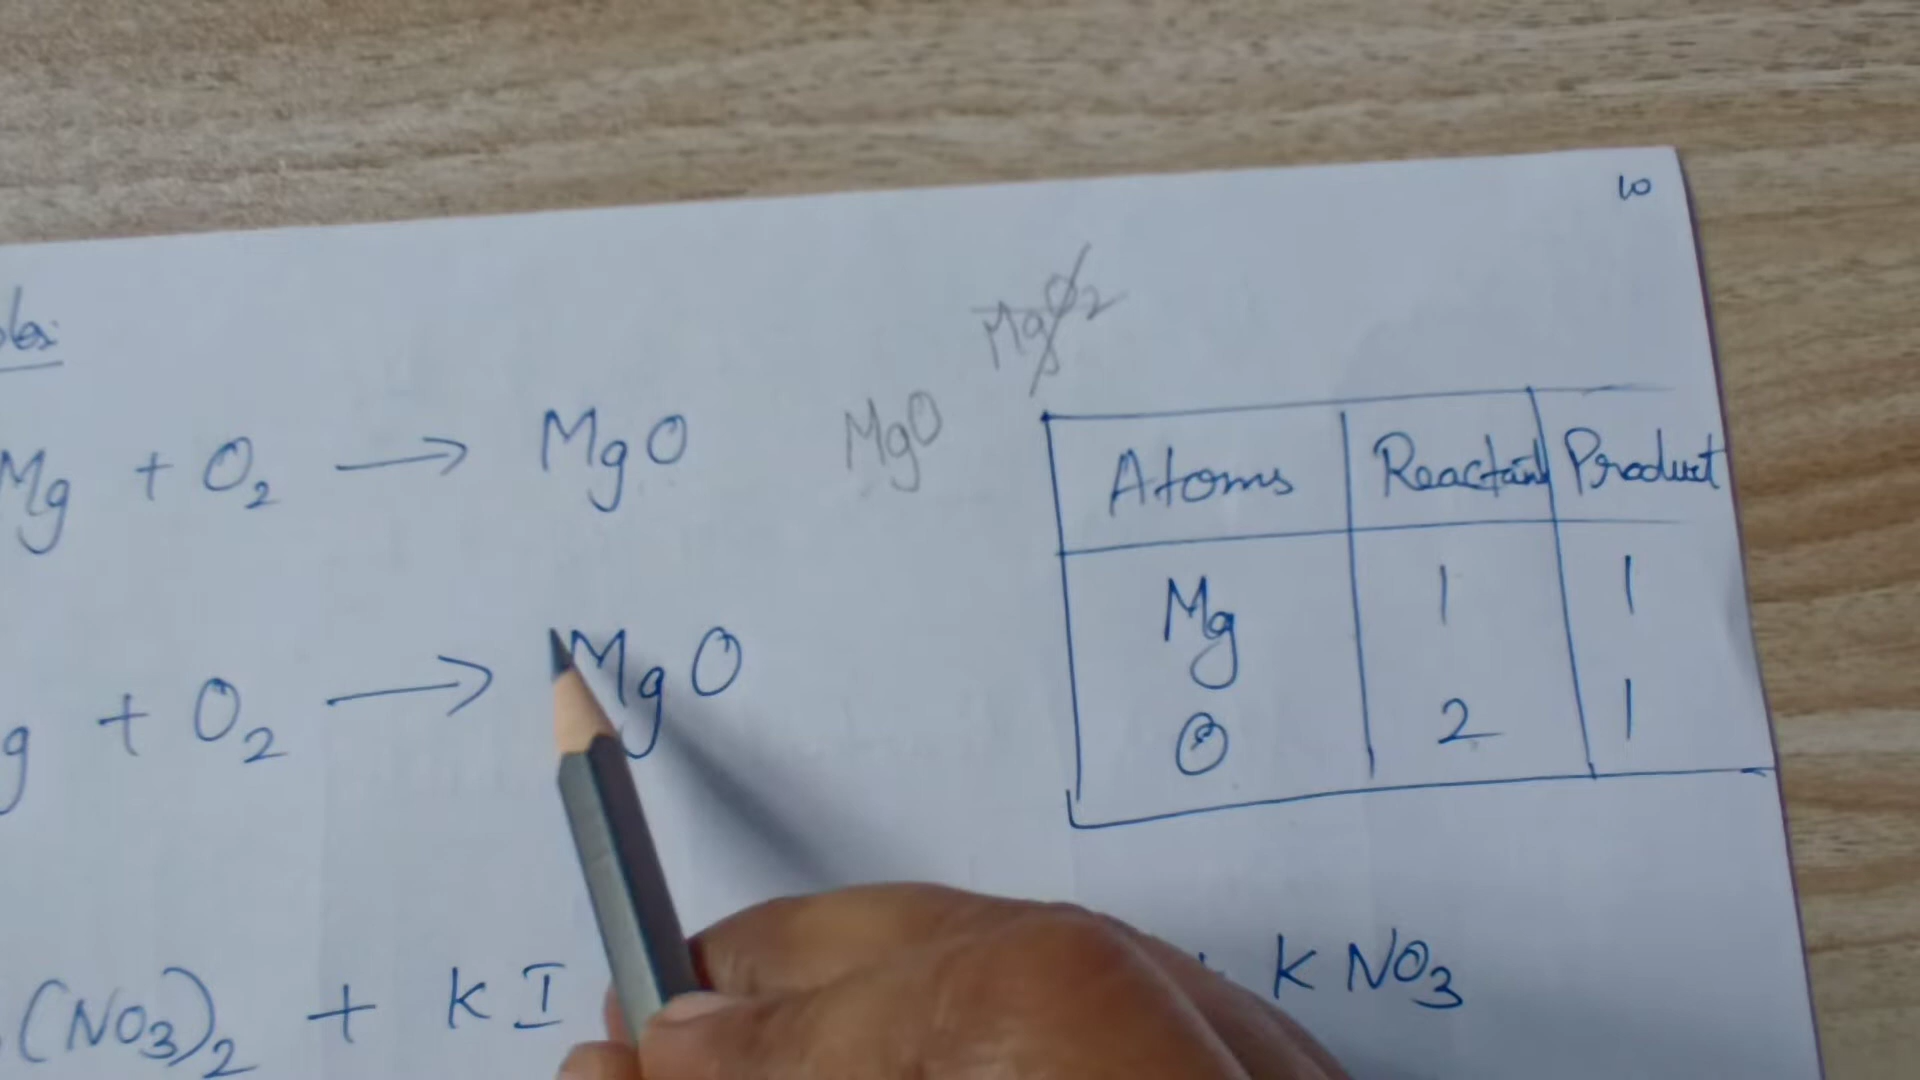 10
MgO2
Mg + O2 → MgO MgO
Atoms Reactant Product
Mg 1 1
O 2 1
g + O2 → MgO
(NO3)2 + KI + KNO3